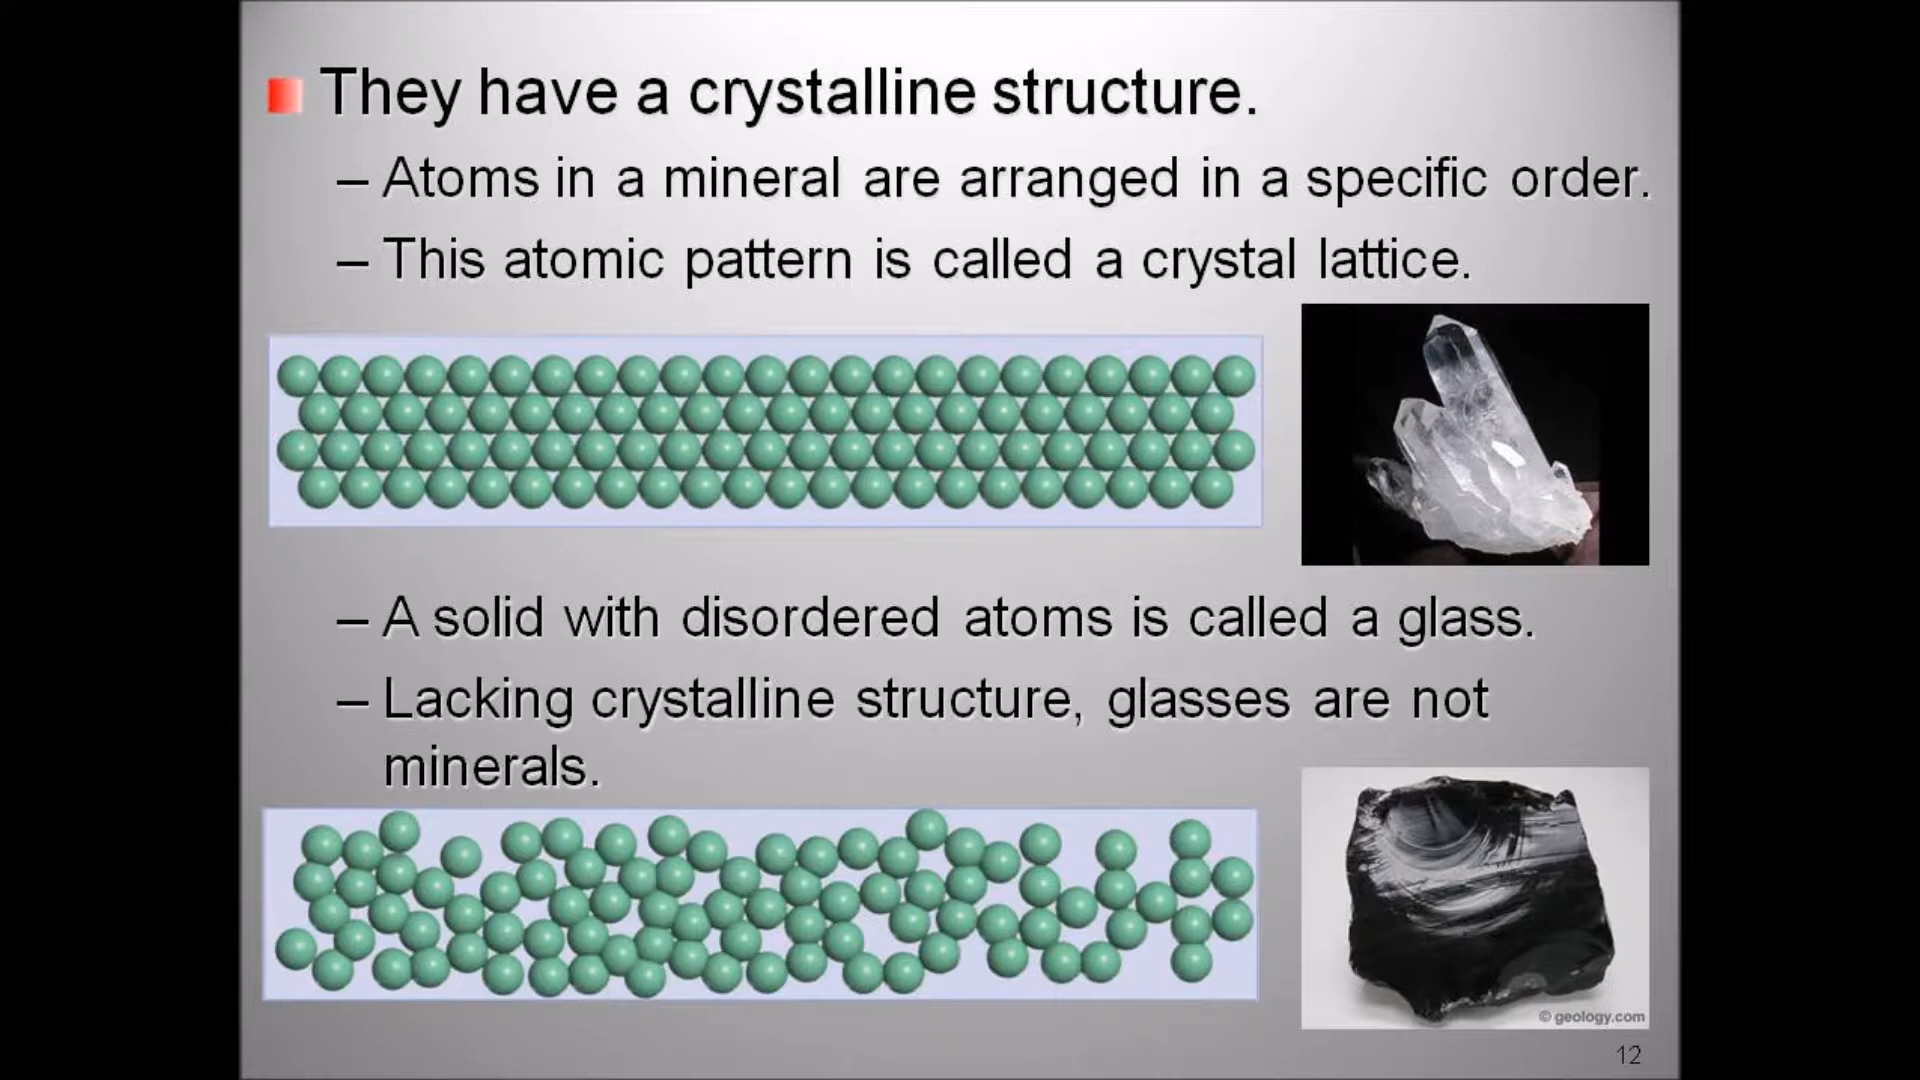 They have a crystalline structure.
– Atoms in a mineral are arranged in a specific order.
– This atomic pattern is called a crystal lattice.
– A solid with disordered atoms is called a glass.
– Lacking crystalline structure, glasses are not
minerals.
© geology.com
12